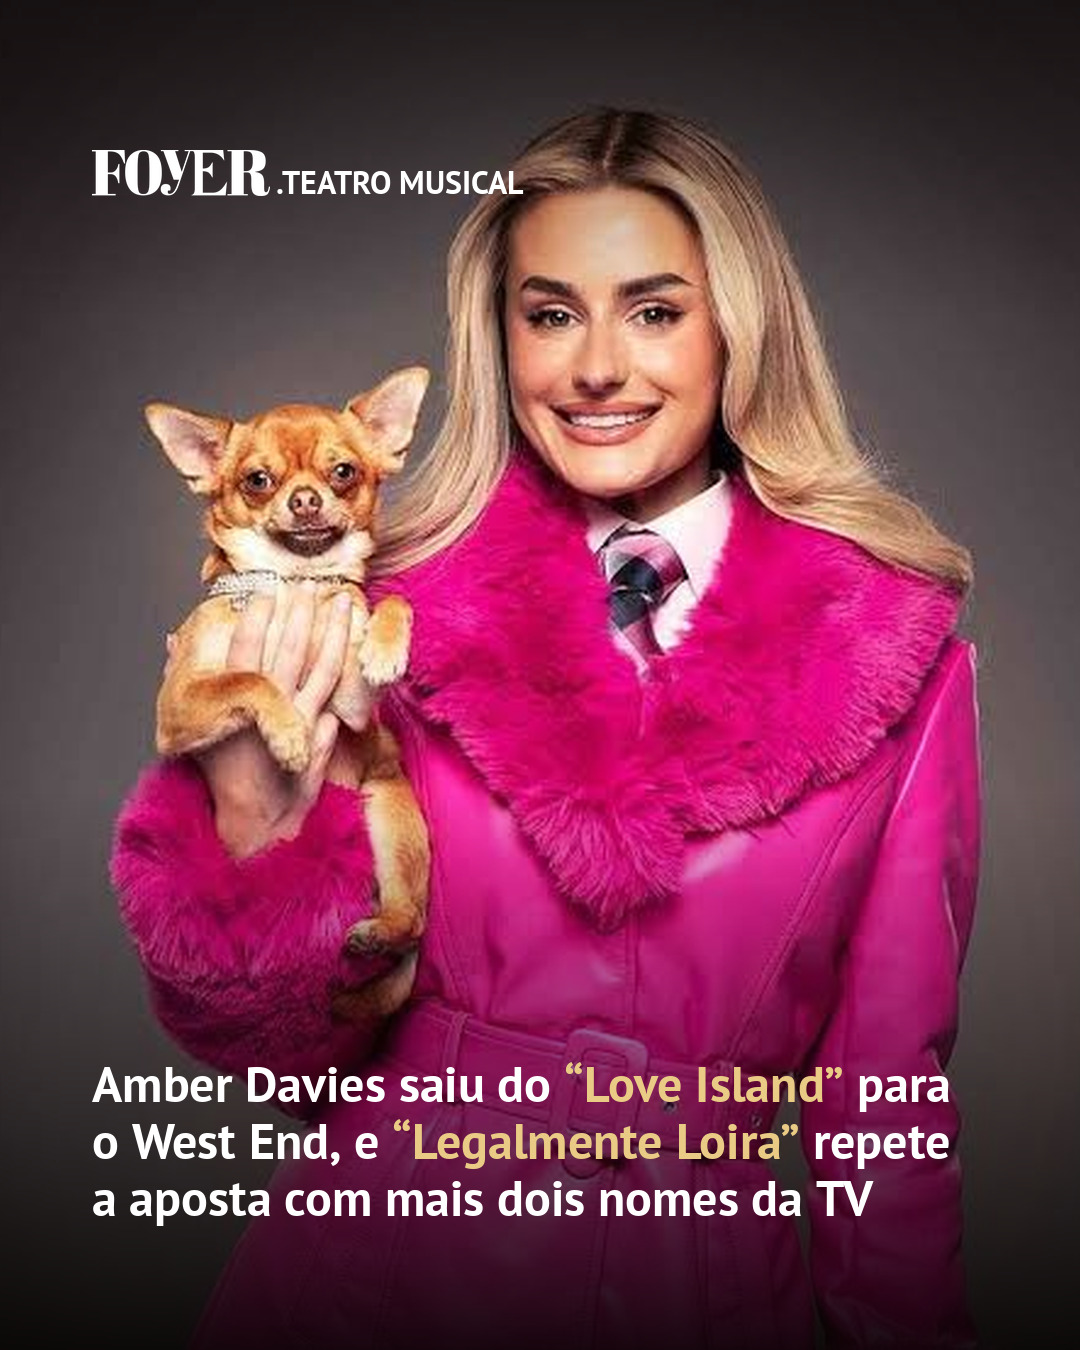 FOYER .TEATRO MUSICAL
Amber Davies saiu do “Love Island” para
o West End, e “Legalmente Loira” repete
a aposta com mais dois nomes da TV